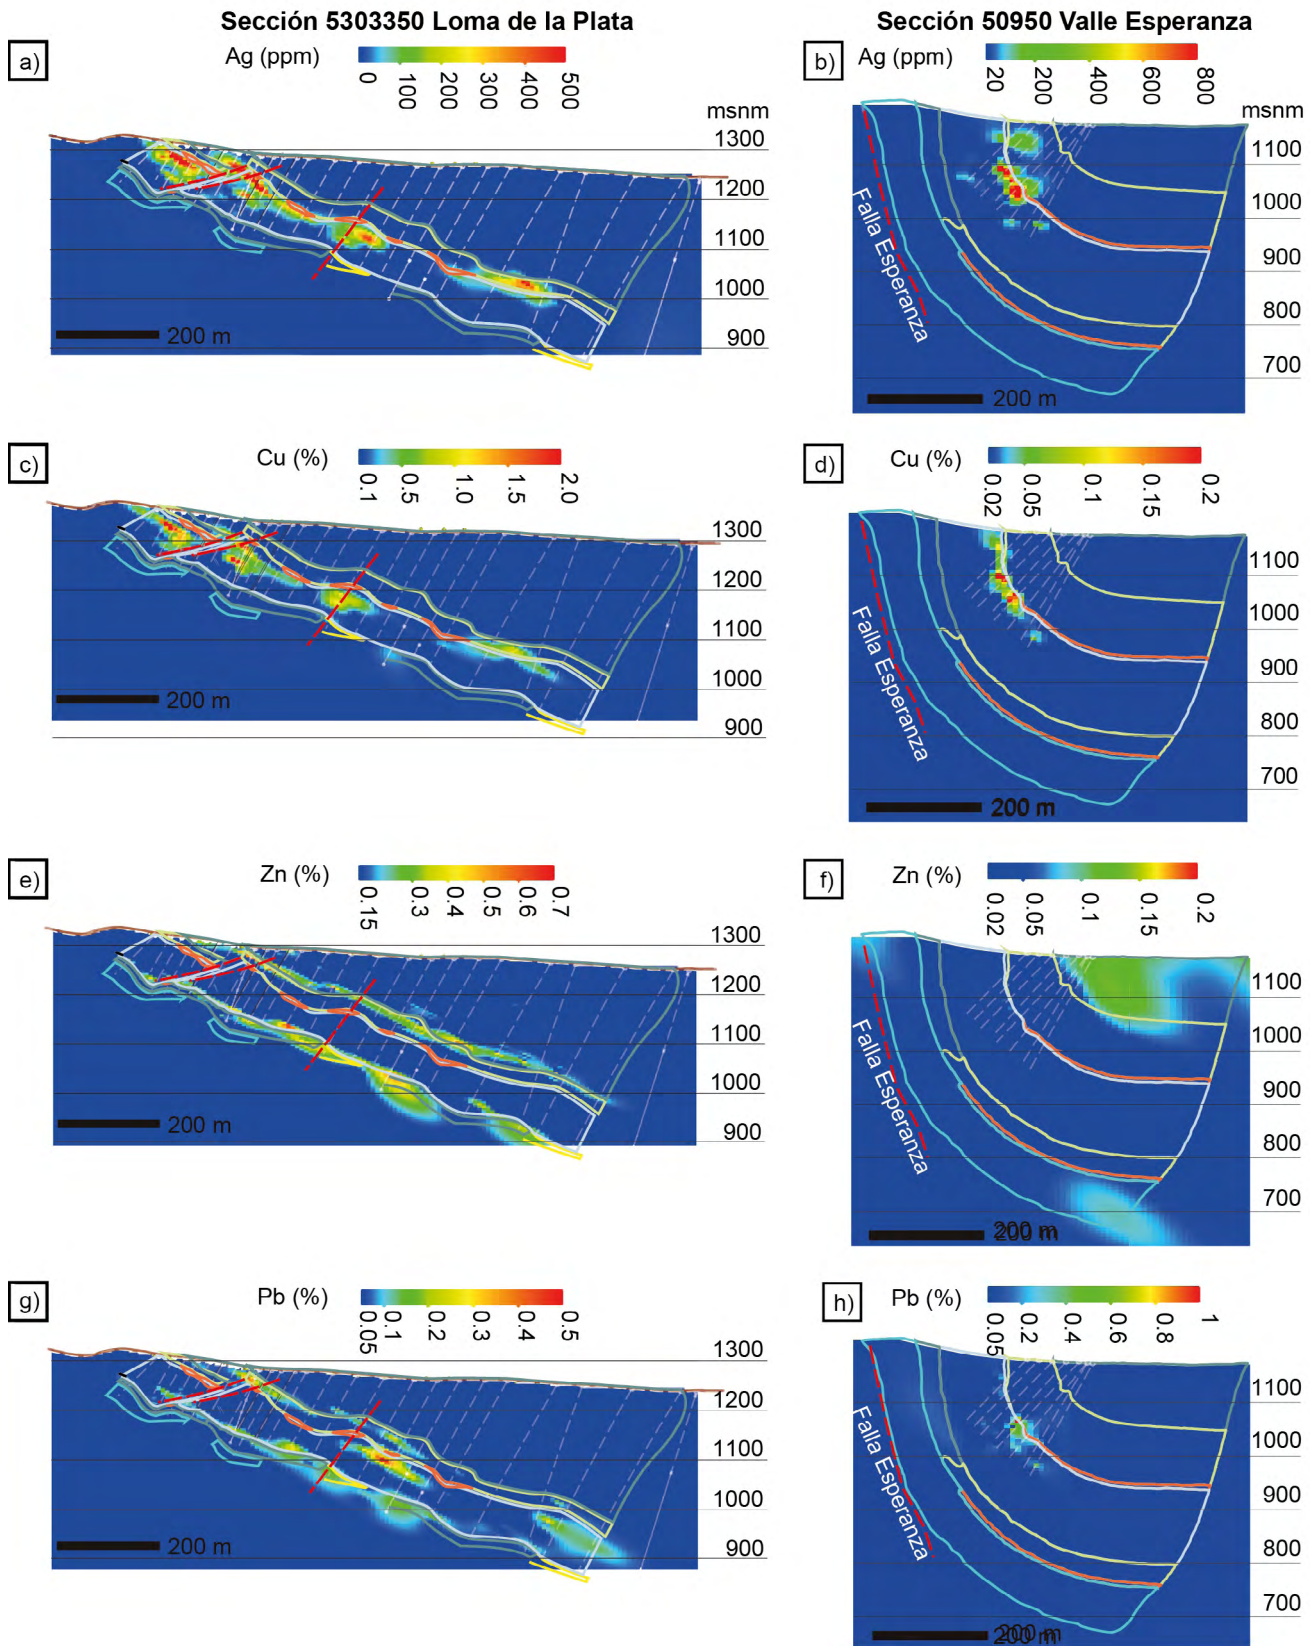 Sección 5303350 Loma de la Plata
Sección 50950 Valle Esperanza
a)
Ag (ppm)
0
100
200
300
400
500
msnm
1300
1200
1100
1000
900
200 m
b)
Ag (ppm)
20
200
400
600
800
msnm
1100
1000
900
800
700
Falla Esperanza
200 m
c)
Cu (%)
0.1
0.5
1.0
1.5
2.0
1300
1200
1100
1000
900
200 m
d)
Cu (%)
0.02
0.05
0.1
0.15
0.2
1100
1000
900
800
700
Falla Esperanza
200 m
e)
Zn (%)
0.15
0.3
0.4
0.5
0.6
0.7
1300
1200
1100
1000
900
200 m
f)
Zn (%)
0.02
0.05
0.1
0.15
0.2
1100
1000
900
800
700
Falla Esperanza
200 m
g)
Pb (%)
0.05
0.1
0.2
0.3
0.4
0.5
1300
1200
1100
1000
900
200 m
h)
Pb (%)
0.05
0.2
0.4
0.6
0.8
1
1100
1000
900
800
700
Falla Esperanza
200 m